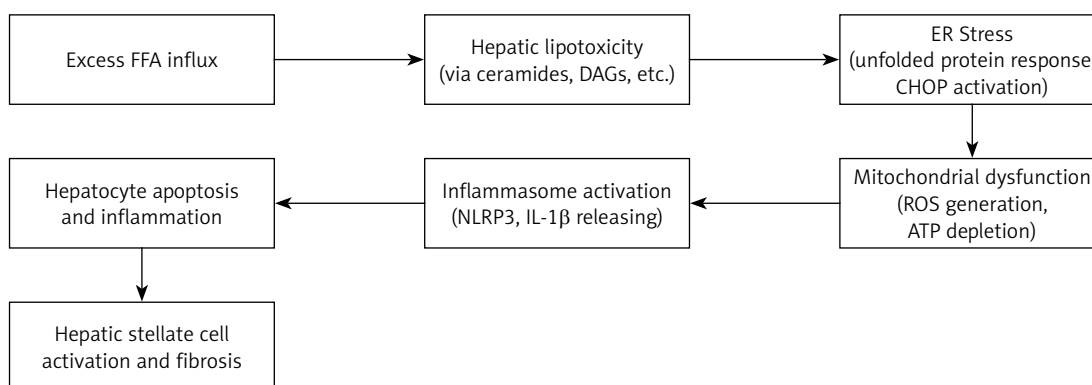 Excess FFA influx
Hepatic lipotoxicity
(via ceramides, DAGs, etc.)
ER Stress
(unfolded protein response
CHOP activation)
Mitochondrial dysfunction
(ROS generation,
ATP depletion)
Inflammasome activation
(NLRP3, IL-1β releasing)
Hepatocyte apoptosis
and inflammation
Hepatic stellate cell
activation and fibrosis